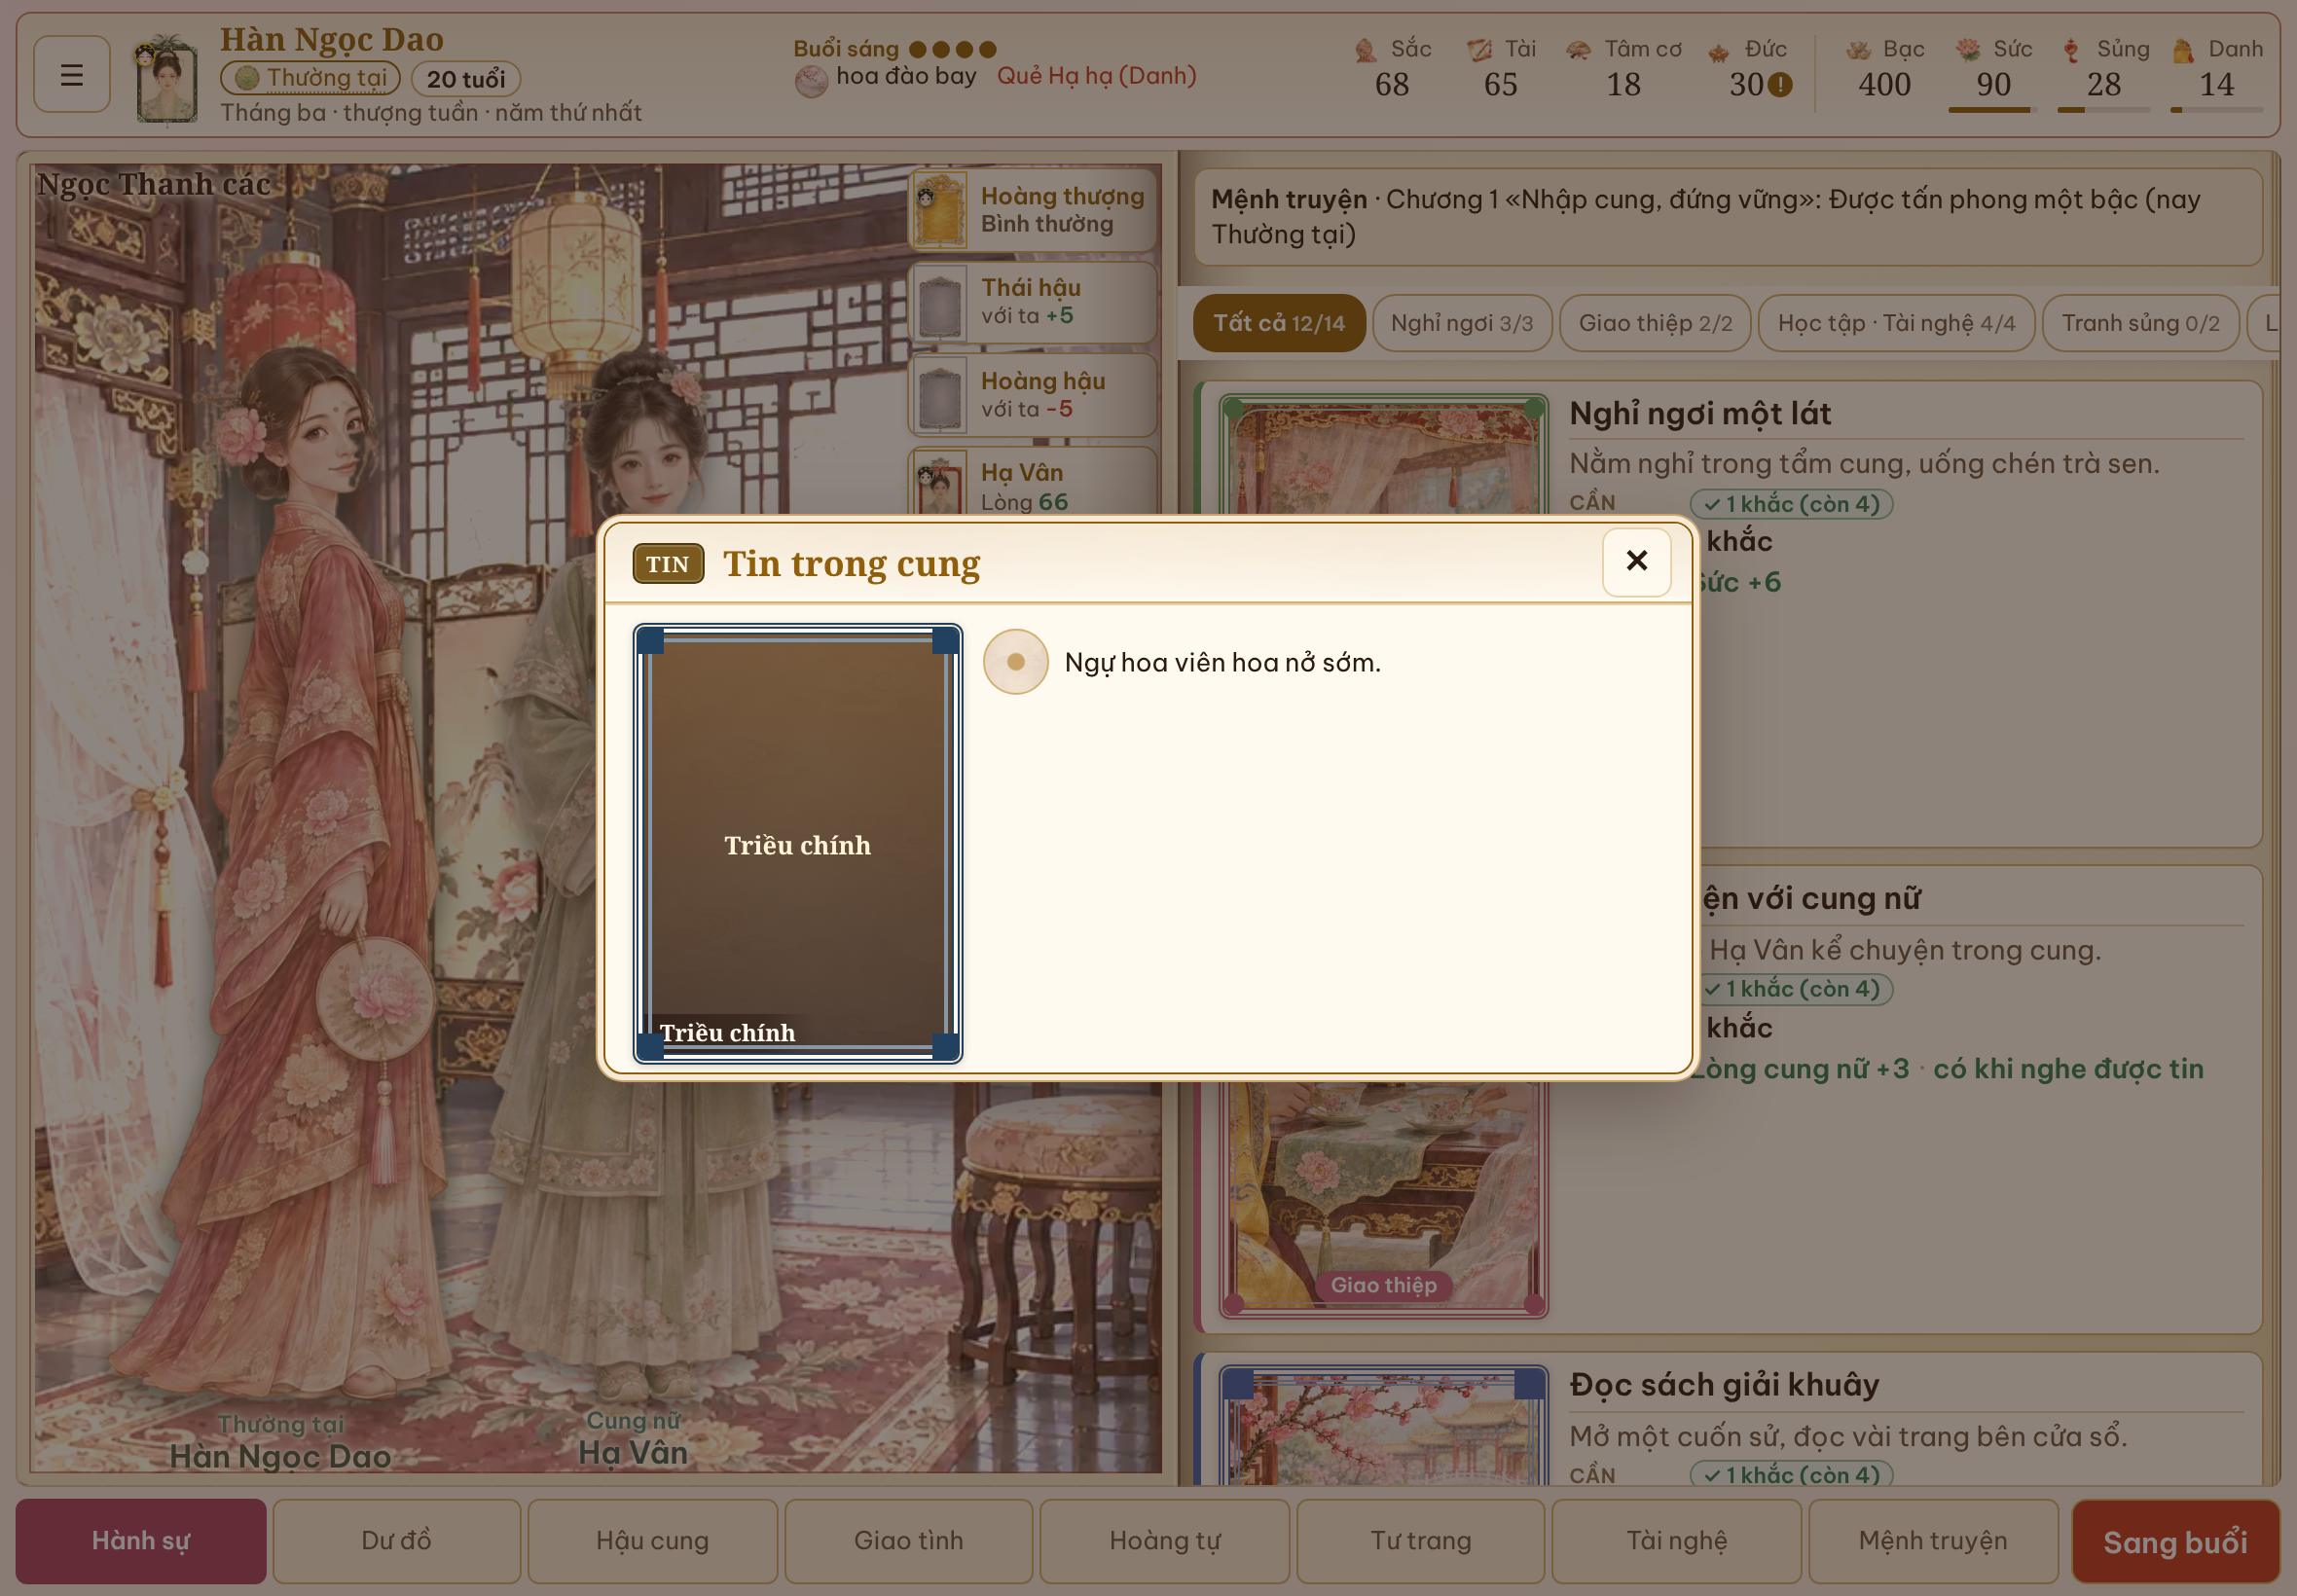 Hàn Ngọc Dao
Thường tại
20 tuổi
Tháng ba · thượng tuần · năm thứ nhất
Buổi sáng
hoa đào bay Quẻ Hạ hạ (Danh)
Sắc
68
Tài
65
Tâm cơ
18
Đức
30
!
Bạc
400
Sức
90
Sủng
28
Danh
14
Ngọc Thanh các
Hoàng thượng
Bình thường
Thái hậu
với ta +5
Hoàng hậu
với ta -5
Hạ Vân
Lòng 66
Thường tại
Hàn Ngọc Dao
Cung nữ
Hạ Vân
Mệnh truyện · Chương 1 «Nhập cung, đứng vững»: Được tấn phong một bậc (nay
Thường tại)
Tất cả 12/14
Nghỉ ngơi 3/3
Giao thiệp 2/2
Học tập · Tài nghệ 4/4
Tranh sủng 0/2
L
Nghỉ ngơi một lát
Nằm nghỉ trong tẩm cung, uống chén trà sen.
CẦN
✓ 1 khắc (còn 4)
khắc
Sức +6
TIN
Tin trong cung
✕
Triều chính
Triều chính
Ngự hoa viên hoa nở sớm.
ện với cung nữ
Hạ Vân kể chuyện trong cung.
✓ 1 khắc (còn 4)
khắc
Lòng cung nữ +3 · có khi nghe được tin
Giao thiệp
Đọc sách giải khuây
Mở một cuốn sử, đọc vài trang bên cửa sổ.
CẦN
✓ 1 khắc (còn 4)
Hành sự
Dư đồ
Hậu cung
Giao tình
Hoàng tự
Tư trang
Tài nghệ
Mệnh truyện
Sang buổi